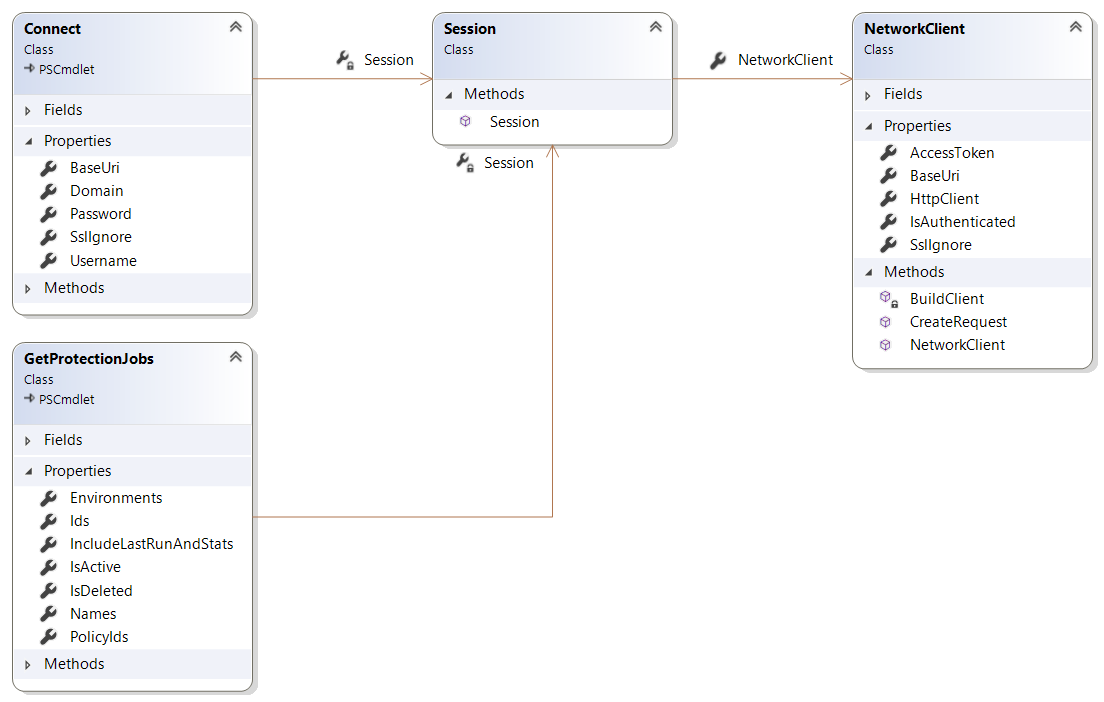 Connect
Class
PSCmdlet
Fields
Properties
BaseUri
Domain
Password
SslIgnore
Username
Methods
Session
Session
Class
Methods
Session
Session
NetworkClient
NetworkClient
Class
Fields
Properties
AccessToken
BaseUri
HttpClient
IsAuthenticated
SslIgnore
Methods
BuildClient
CreateRequest
NetworkClient
GetProtectionJobs
Class
PSCmdlet
Fields
Properties
Environments
Ids
IncludeLastRunAndStats
IsActive
IsDeleted
Names
PolicyIds
Methods